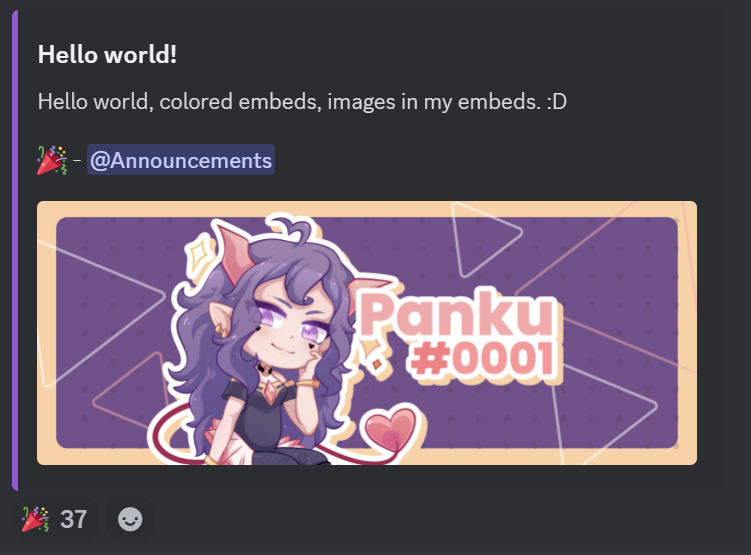 Hello world!
Hello world, colored embeds, images in my embeds. :D
🎉 - @Announcements
Panku
#0001
🎉 37